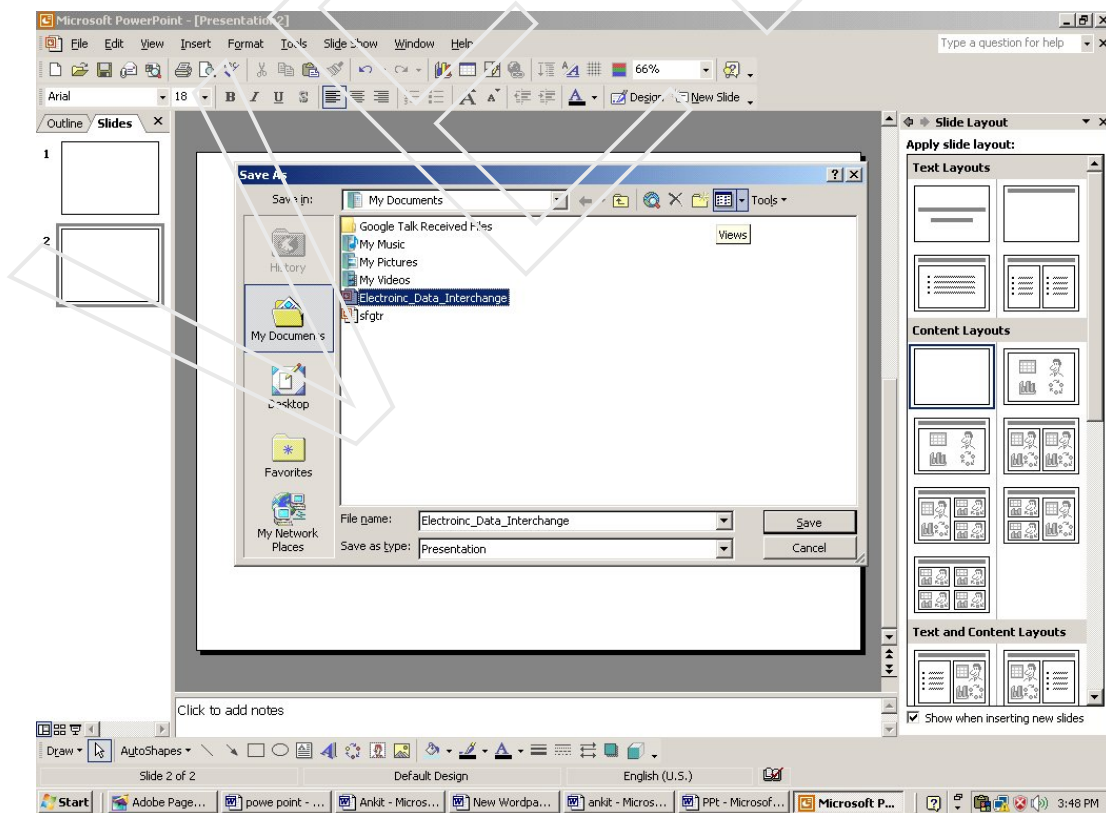 Microsoft PowerPoint - [Presentation2]
File Edit View Insert Format Tools Slide Show Window Help
Type a question for help
66%
Arial 18 B I U S A A A Design New Slide
Outline Slides
Slide Layout
Apply slide layout:
Text Layouts
1
2
Save As
Save in: My Documents Tools
Views
History
My Documents
Desktop
Favorites
My Network
Places
Google Talk Received Files
My Music
My Pictures
My Videos
Electroinc_Data_Interchange
sfgtr
File name: Electroinc_Data_Interchange Save
Save as type: Presentation Cancel
Content Layouts
Text and Content Layouts
Show when inserting new slides
Click to add notes
Draw AutoShapes A A
Slide 2 of 2 Default Design English (U.S.)
Start Adobe Page... powe point - ... Ankit - Micros... New Wordpa... ankit - Micros... PPt - Microsof... Microsoft P... 3:48 PM